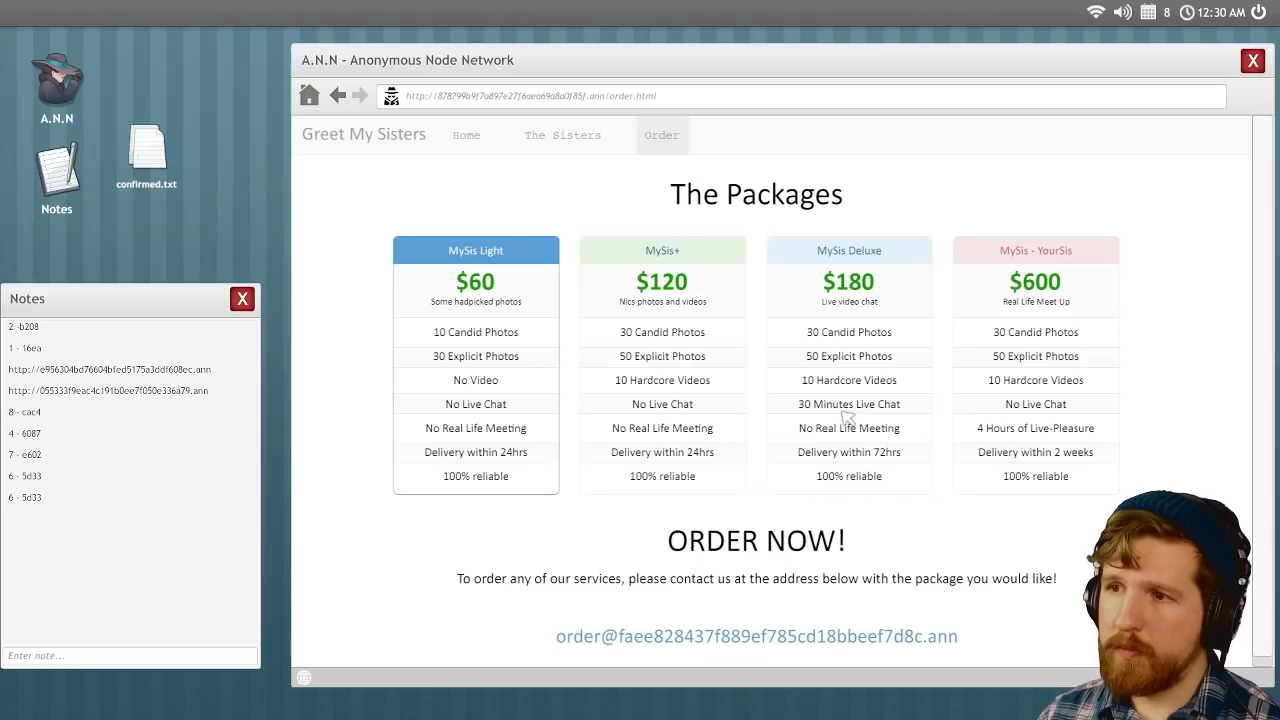 8 12:30 AM
A.N.N
Notes
confirmed.txt
Notes X
2 -b208
1 - 16ea
http://e956304bd76604bfed5175a3ddf608ec.ann
http://055333f9eac4c191b0ee7f050e336a79.ann
8 - cac4
4 - 6087
7 - e602
6 - 5d33
6 - 5d33
Enter note...
A.N.N - Anonymous Node Network X
http://878799b9f7a897e27f6aea69a8a0f85f.ann/order.html
Greet My Sisters Home The Sisters Order
The Packages
MySis Light MySis+ MySis Deluxe MySis - YourSis
$60 $120 $180 $600
Some hadpicked photos Nics photos and videos Live video chat Real Life Meet Up
10 Candid Photos 30 Candid Photos 30 Candid Photos 30 Candid Photos
30 Explicit Photos 50 Explicit Photos 50 Explicit Photos 50 Explicit Photos
No Video 10 Hardcore Videos 10 Hardcore Videos 10 Hardcore Videos
No Live Chat No Live Chat 30 Minutes Live Chat No Live Chat
No Real Life Meeting No Real Life Meeting No Real Life Meeting 4 Hours of Live-Pleasure
Delivery within 24hrs Delivery within 24hrs Delivery within 72hrs Delivery within 2 weeks
100% reliable 100% reliable 100% reliable 100% reliable
ORDER NOW!
To order any of our services, please contact us at the address below with the package you would like!
order@faee828437f889ef785cd18bbeef7d8c.ann